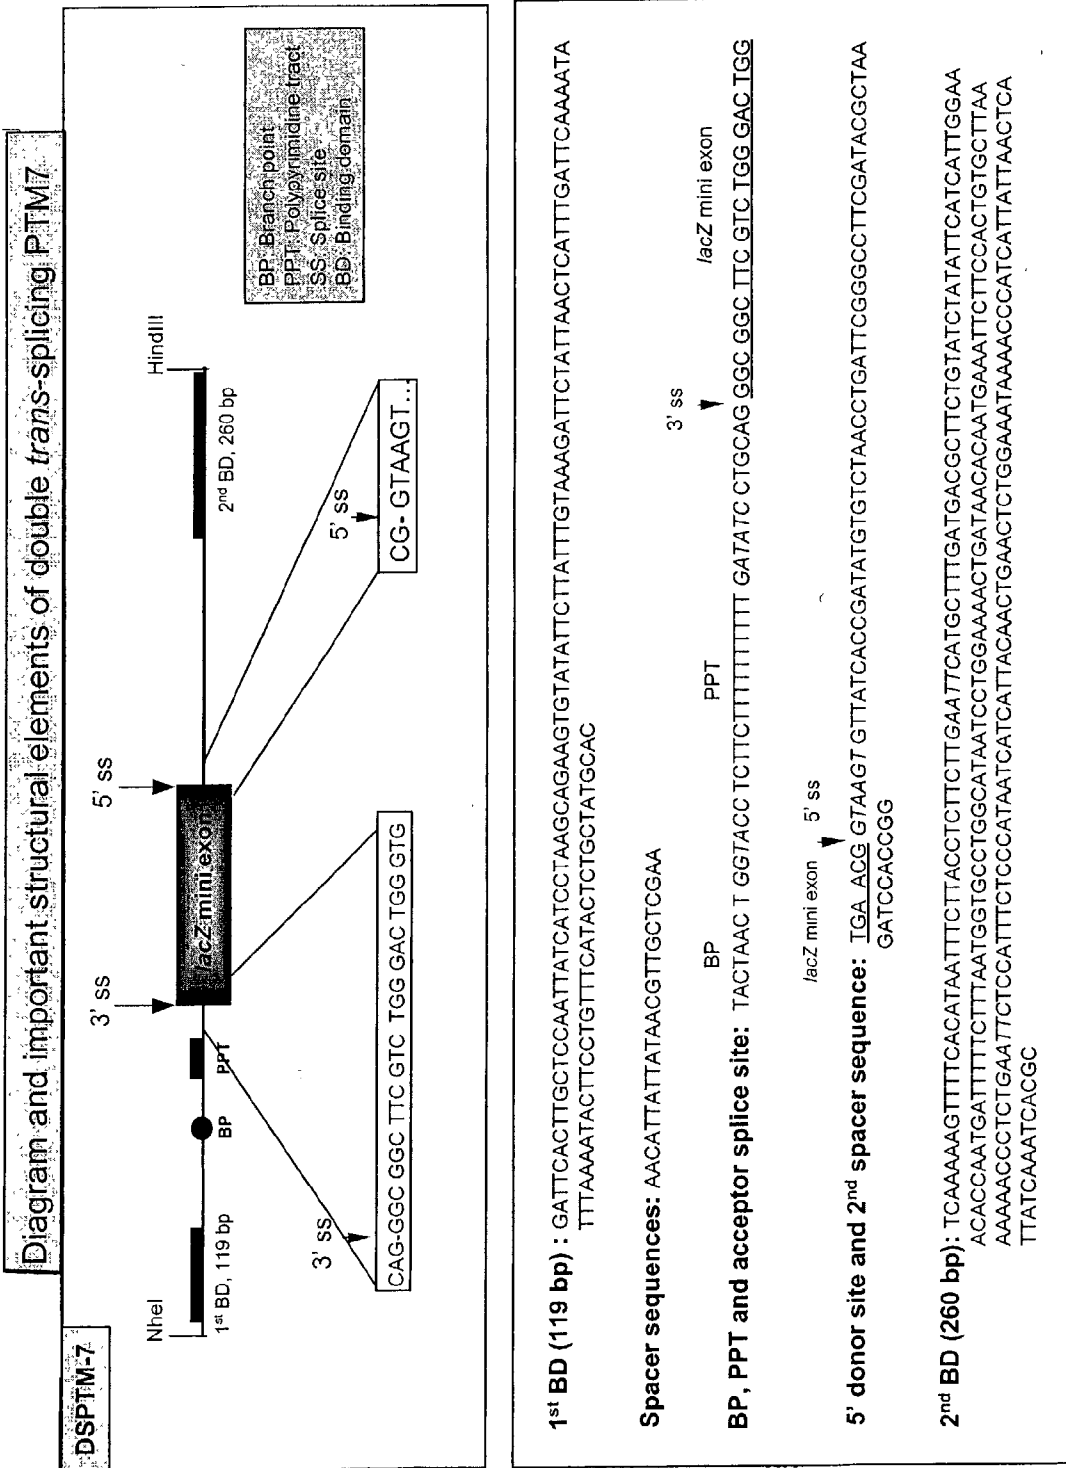 Diagram and important structural elements of double trans-splicing PTM7
DSPTM-7
NheI
HindIII
3' ss
5' ss
lacZ mini exon
1st BD, 119 bp
BP
PPT
2nd BD, 260 bp
3' ss
CAG-GGC GGC TTC GTC TGG GAC TGG GTG
5' ss
CG- GTAAGT...
BP: Branch point
PPT: Polypyrimidine tract
SS: Splice site
BD: Binding domain
1st BD (119 bp) : GATTCACTTGCTCCAATTATCATCCTAAGCAGAAGTGTATATTCTTATTTGTAAAGATTCTATTAACTCATTTGATTCAAAATA
TTTAAAATACTTCCTGTTTCATACTCTGCTATGCAC
Spacer sequences: AACATTATTATAACGTTGCTCGAA
BP PPT 3' ss lacZ mini exon
BP, PPT and acceptor splice site: TACTAAC T GGTACC TCTTCTTTTTTTTTT GATATC CTGCAG GGC GGC TTC GTC TGG GAC TGG
lacZ mini exon 5' ss
5' donor site and 2nd spacer sequence: TGA ACG GTAAGT GTTATCACCGATATGTGTCTAACCTGATTCGGGCCTTCGATACGCTAA
GATCCACCGG
2nd BD (260 bp): TCAAAAAGTTTTCACATAATTTCTTACCTCTTCTTGAATTCATGCTTTGATGACGCTTCTGTATCTATATTCATCATTGGAA
ACACCAATGATTTTTCTTTAATGGTGCCTGGCATAATCCTGGAAAACTGATAACACAATGAAATTCTTCCACTGTGCTTAA
AAAAACCCTCTGAATTCTCCATTTCTCCCATAATCATCATTACAACTGAACTCTGGAAATAAAACCCATCATTATTAACTCA
TTATCAAATCACGC